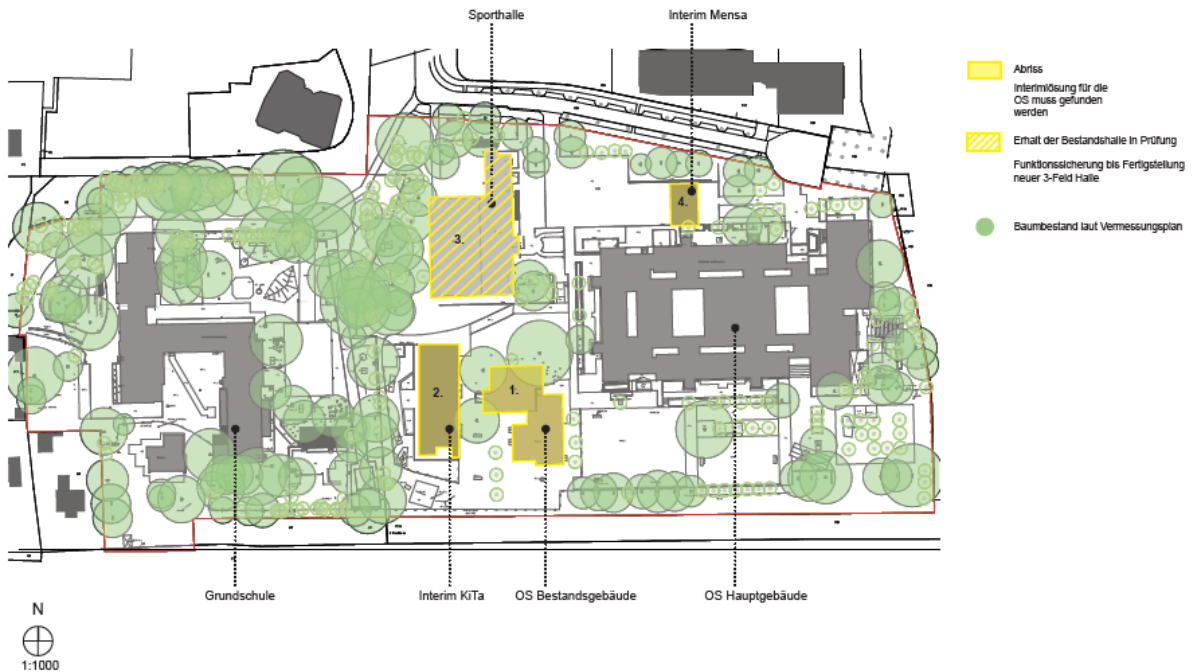 Sporthalle
Interim Mensa
Abriss
Interimlösung für die
OS muss gefunden
werden
Erhalt der Bestandshalle in Prüfung
Funktionssicherung bis Fertigstellung
neuer 3-Feld Halle
Baumbestand laut Vermessungsplan
4.
3.
2.
1.
Grundschule
Interim KiTa
OS Bestandsgebäude
OS Hauptgebäude
N
1:1000